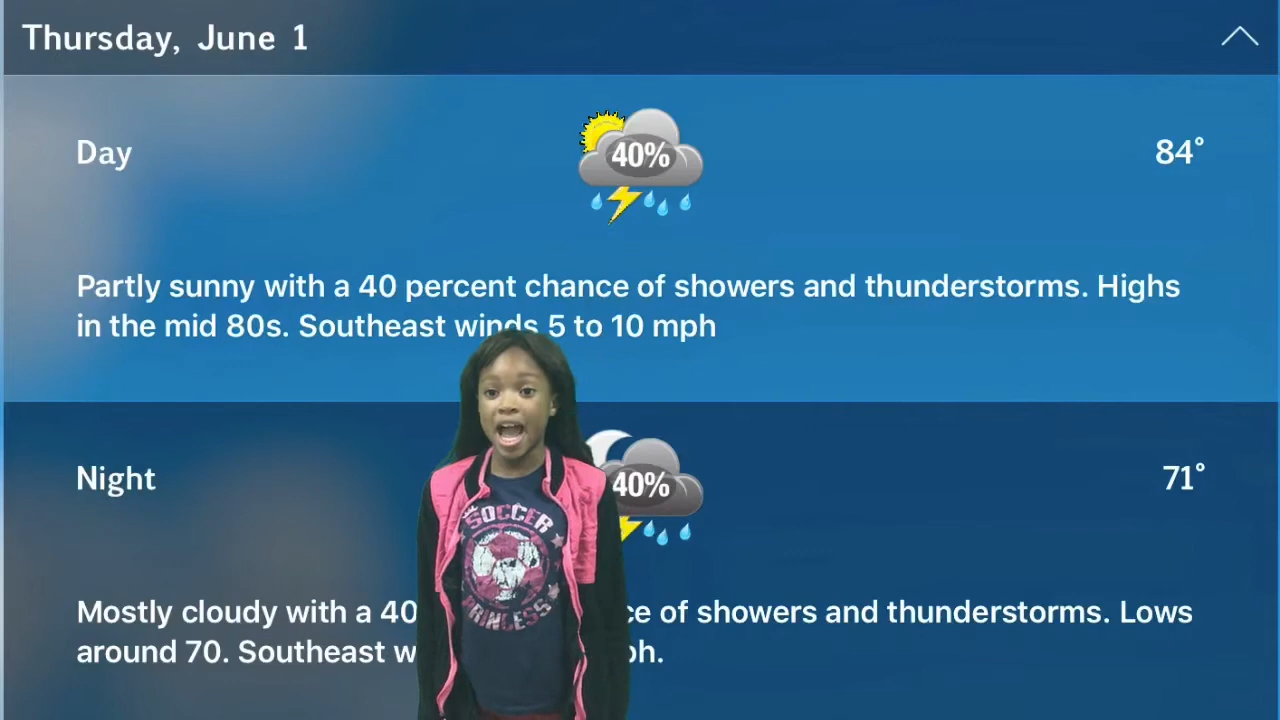 Thursday, June 1
Day
40%
84°
Partly sunny with a 40 percent chance of showers and thunderstorms. Highs
in the mid 80s. Southeast winds 5 to 10 mph
Night
40%
71°
SOCCER
PRINCESS
Mostly cloudy with a 40 ce of showers and thunderstorms. Lows
around 70. Southeast w ph.